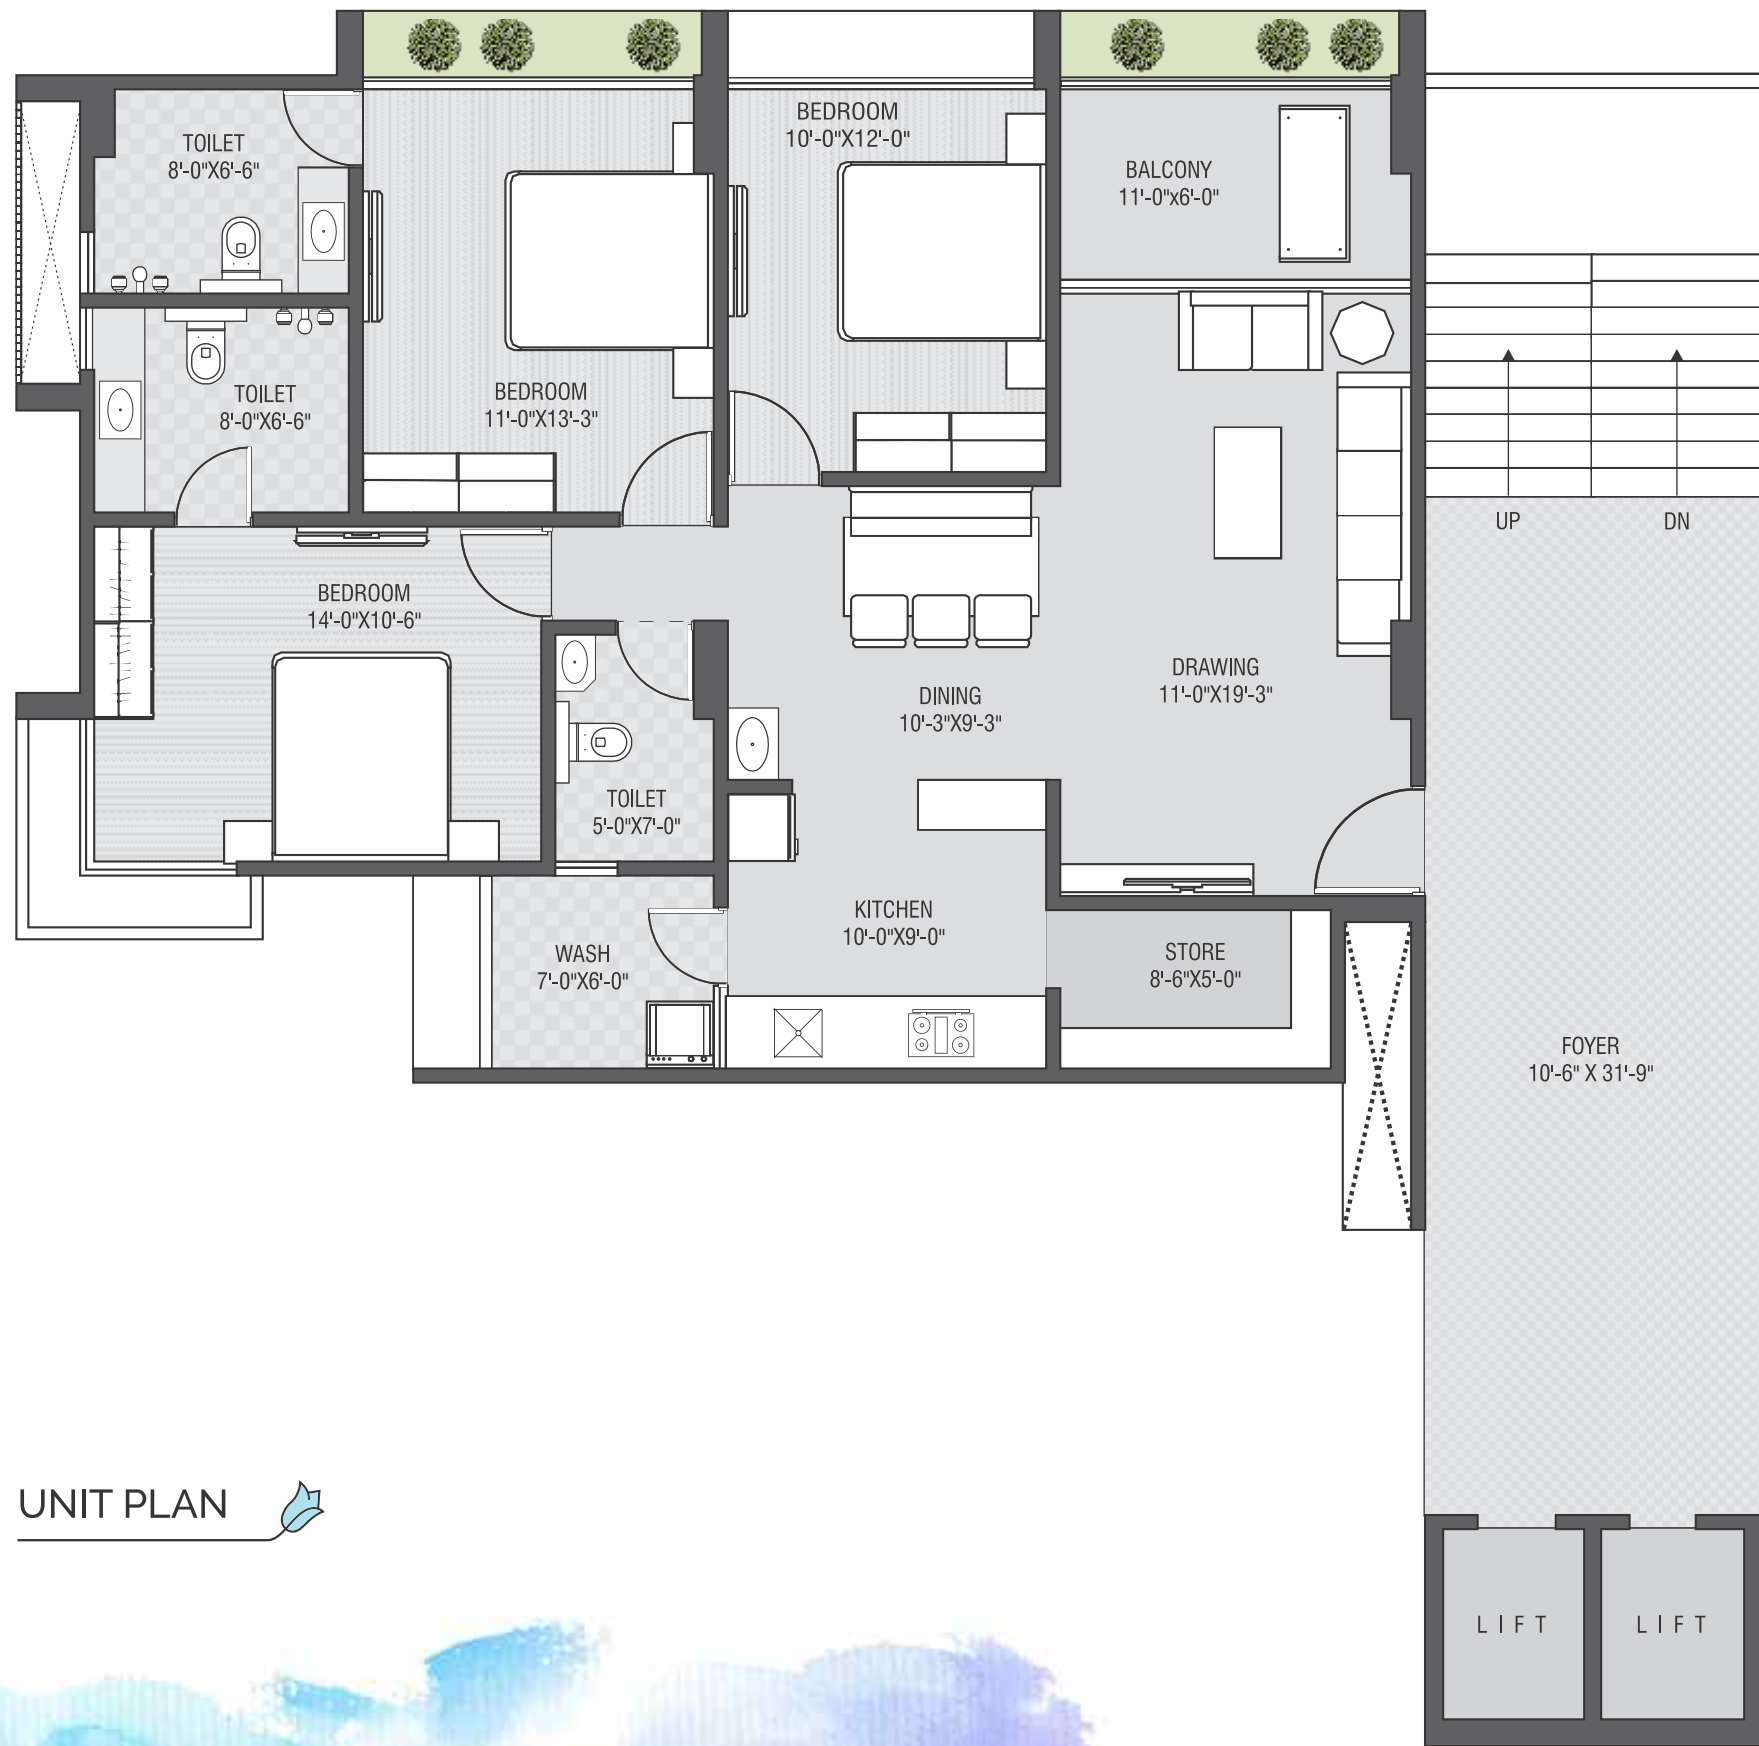 BEDROOM
10'-0"X12'-0"
TOILET
8'-0"X6'-6"
BALCONY
11'-0"x6'-0"
TOILET
8'-0"X6'-6"
BEDROOM
11'-0"X13'-3"
UP
DN
BEDROOM
14'-0"X10'-6"
DINING
10'-3"X9'-3"
DRAWING
11'-0"X19'-3"
TOILET
5'-0"X7'-0"
KITCHEN
10'-0"X9'-0"
WASH
7'-0"X6'-0"
STORE
8'-6"X5'-0"
FOYER
10'-6" X 31'-9"
UNIT PLAN
LIFT
LIFT